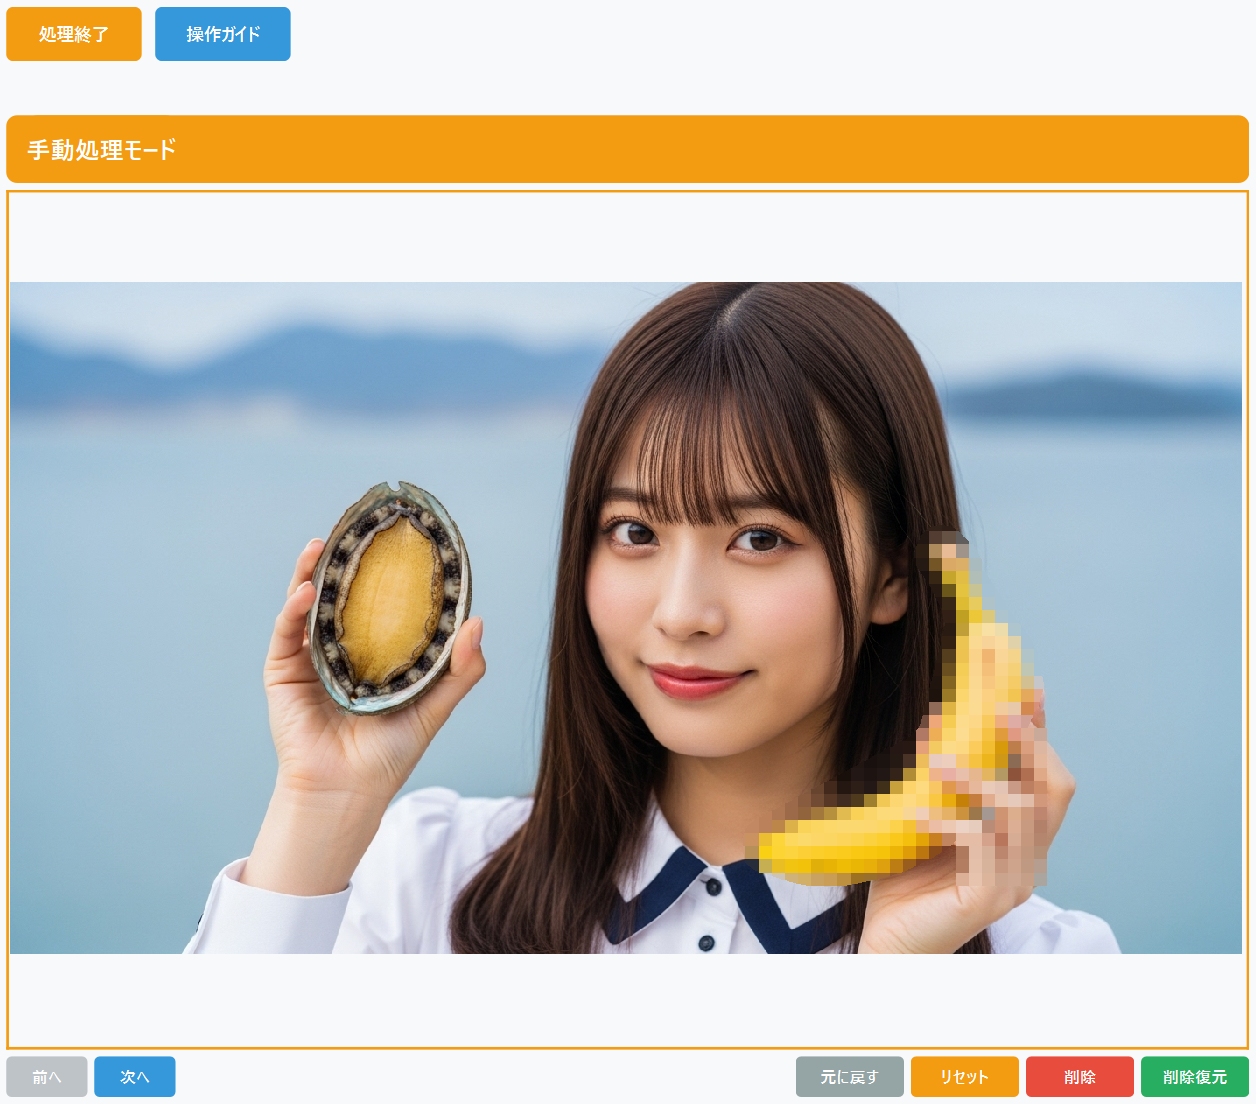 処理終了
操作ガイド
手動処理モード
前へ
次へ
元に戻す
リセット
削除
削除復元